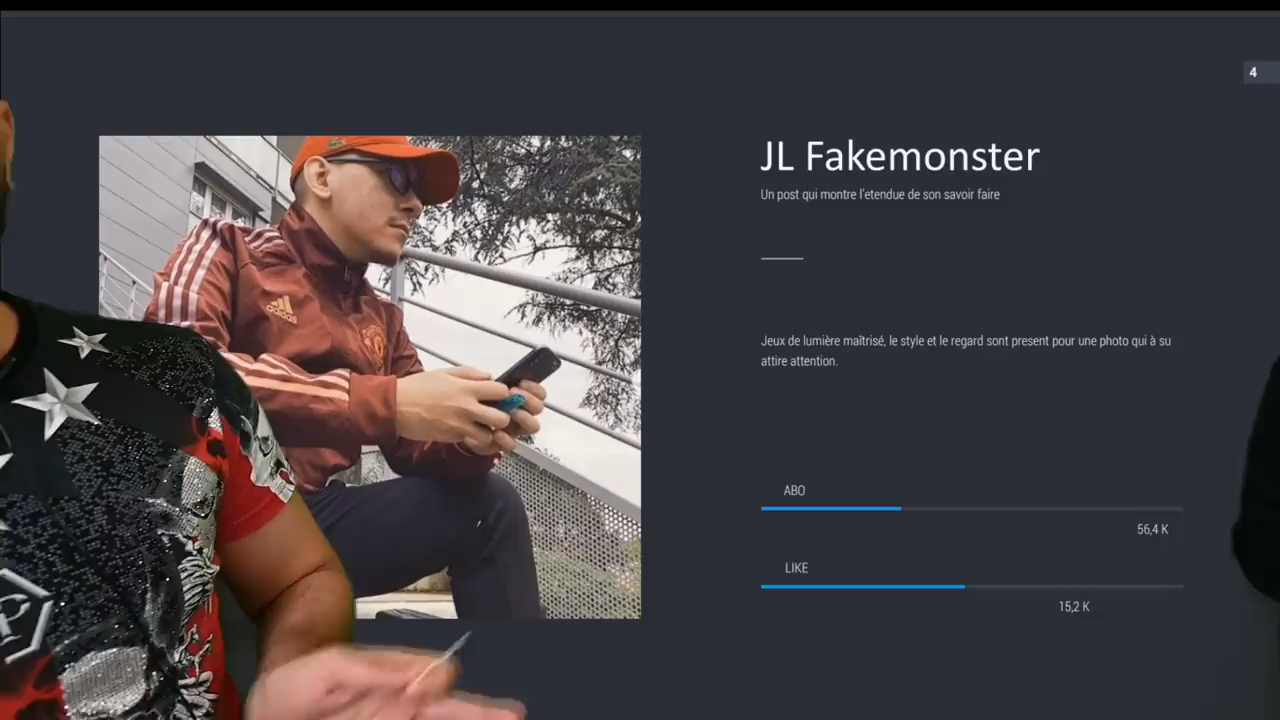 4
JL Fakemonster
Un post qui montre l'etendue de son savoir faire
adidas
Jeux de lumière maîtrisé, le style et le regard sont present pour une photo qui à su
attire attention.
ABO
56,4 K
LIKE
15,2 K